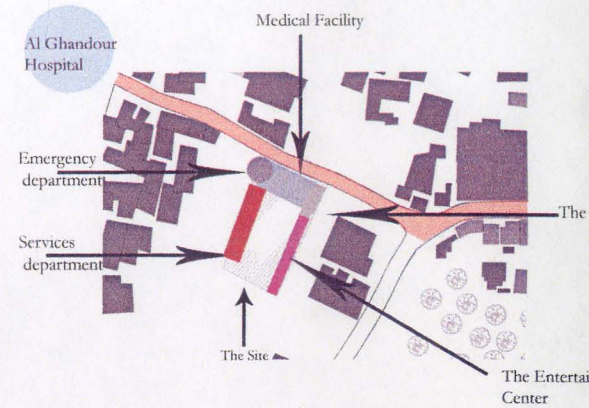 Medical Facility
Al Ghandour
Hospital
Emergency
department
The
Services
department
The Site
The Entertai
Center